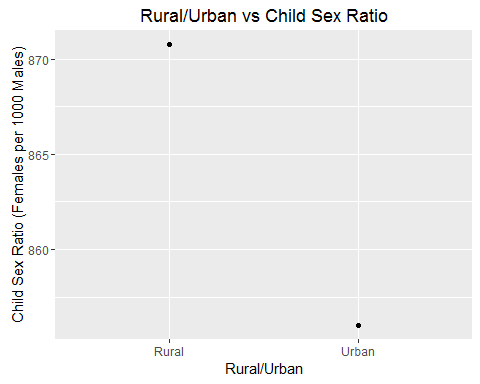 Rural/Urban vs Child Sex Ratio
Child Sex Ratio (Females per 1000 Males)
870
865
860
Rural Urban
Rural/Urban